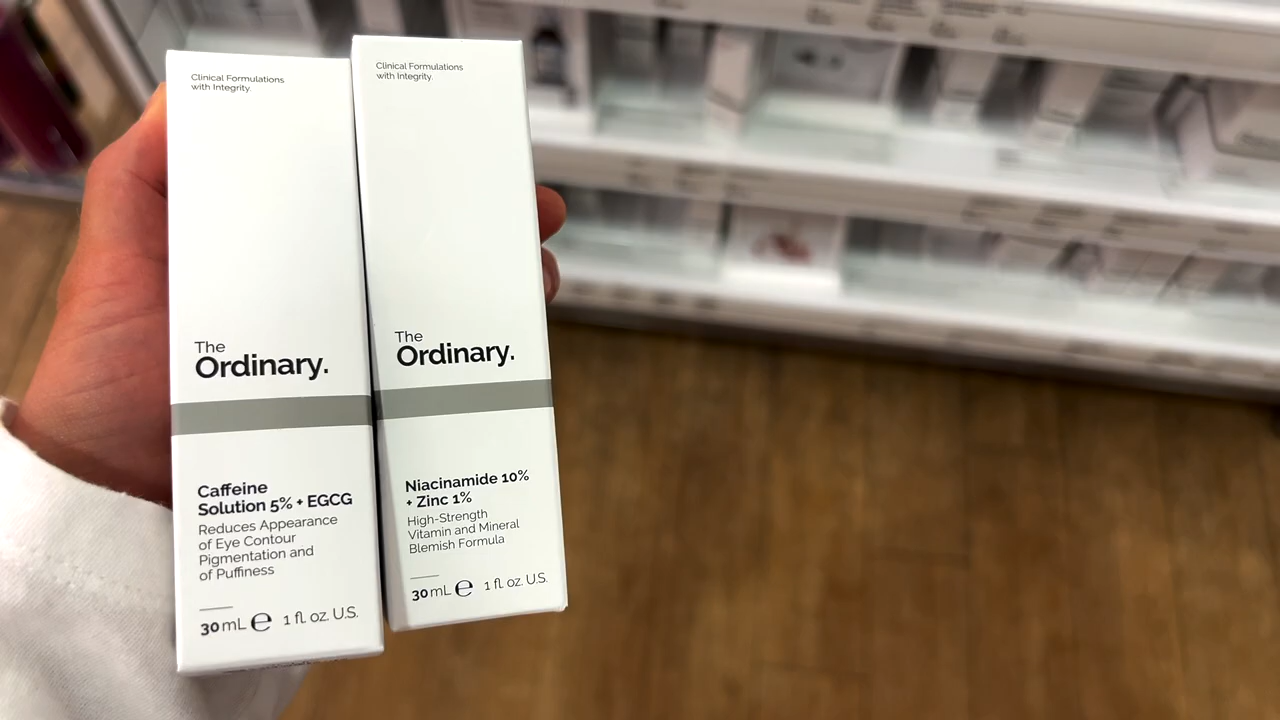 Clinical Formulations
with Integrity.
The
Ordinary.
Caffeine
Solution 5% + EGCG
Reduces Appearance
of Eye Contour
Pigmentation and
of Puffiness
30 mL ℮ 1 fl. oz. U.S.
Clinical Formulations
with Integrity.
The
Ordinary.
Niacinamide 10%
+ Zinc 1%
High-Strength
Vitamin and Mineral
Blemish Formula
30 mL ℮ 1 fl. oz. U.S.